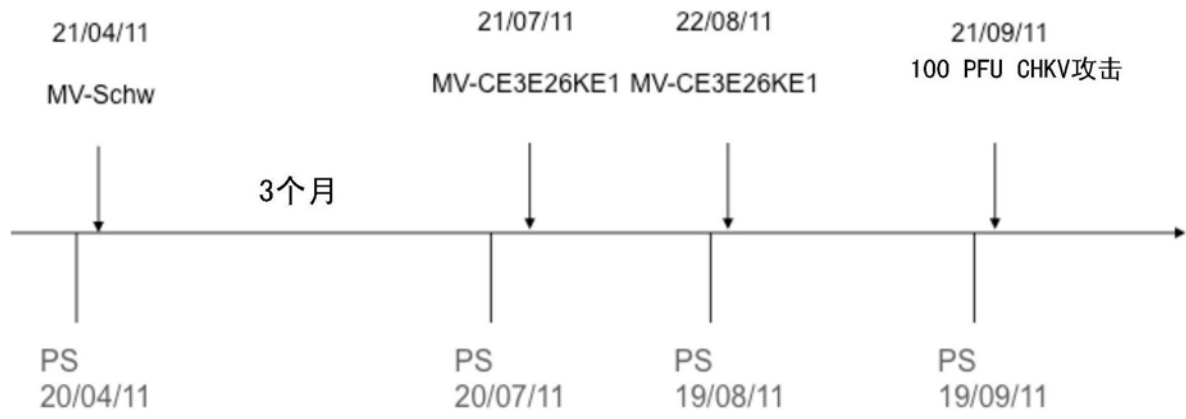 21/04/11
MV-Schw
21/07/11
MV-CE3E26KE1
22/08/11
MV-CE3E26KE1
21/09/11
100 PFU CHKV攻击
3个月
PS
20/04/11
PS
20/07/11
PS
19/08/11
PS
19/09/11